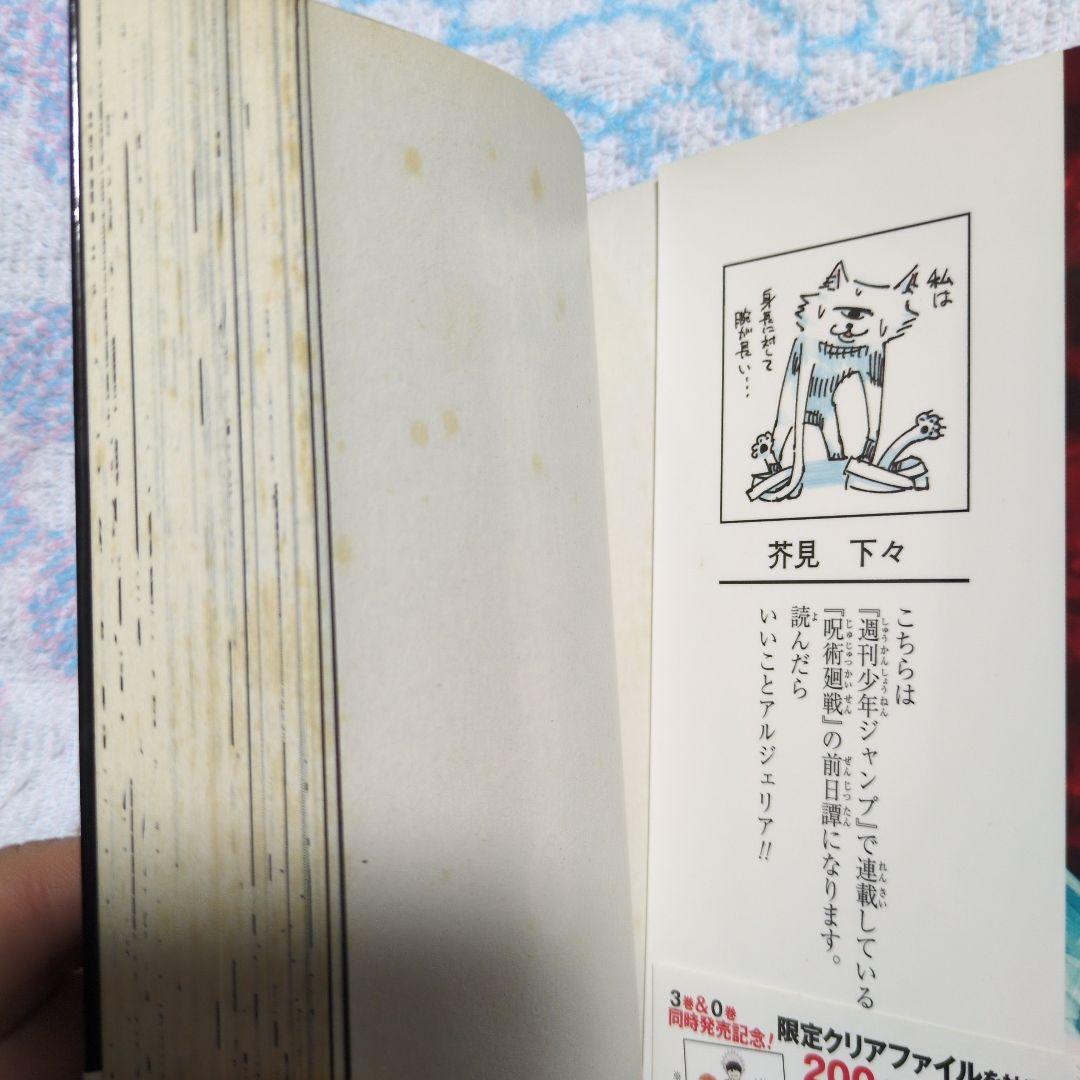 私は
身長に対して
腕が長い…
芥見 下々
こちらは
『週刊少年ジャンプ』で連載している
『呪術廻戦』の前日譚になります。
読んだら
いいことアルジェリア!!
3巻&0巻
同時発売記念!
限定クリアファイルを
200